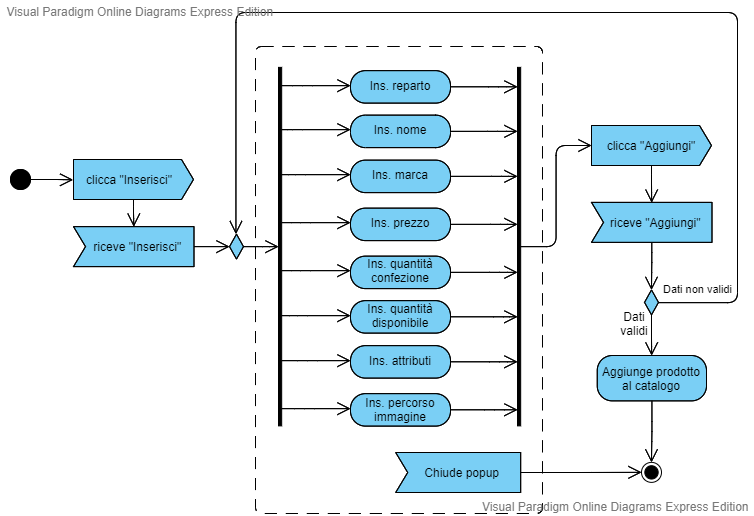 Visual Paradigm Online Diagrams Express Edition
clicca "Inserisci"
riceve "Inserisci"
Ins. reparto
Ins. nome
Ins. marca
Ins. prezzo
Ins. quantità
confezione
Ins. quantità
disponibile
Ins. attributi
Ins. percorso
immagine
Chiude popup
clicca "Aggiungi"
riceve "Aggiungi"
Dati non validi
Dati
validi
Aggiunge prodotto
al catalogo
Visual Paradigm Online Diagrams Express Edition